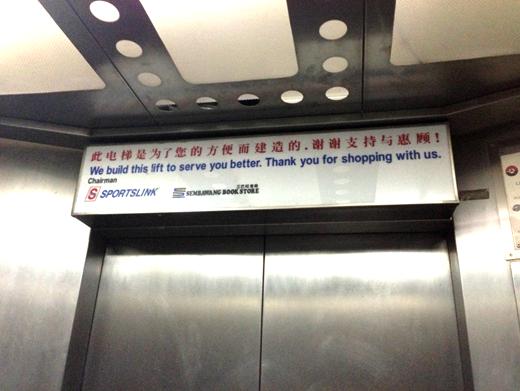 此电梯是为了您的方便而建造的.谢谢支持与惠顾!
We build this lift to serve you better. Thank you for shopping with us.
Chairman
S SPORTSLINK
SEMBAWANG BOOK STORE